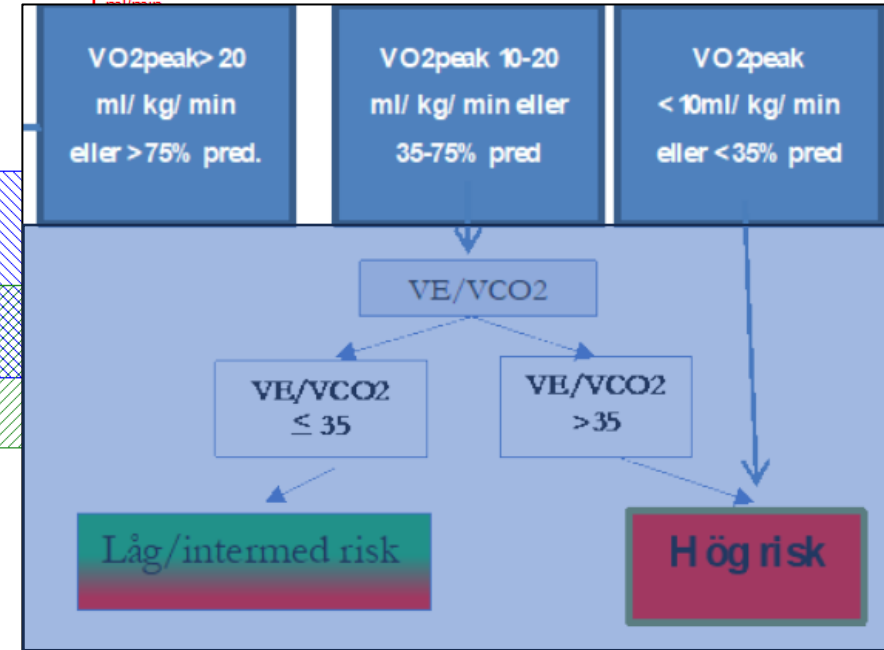 ml/min
VO2peak> 20
ml/ kg/ min
eller >75% pred.
VO2peak 10-20
ml/ kg/ min eller
35-75% pred
VO2peak
< 10ml/ kg/ min
eller <35% pred
VE/VCO2
VE/VCO2
≤ 35
VE/VCO2
>35
Låg/intermed risk
Hög risk